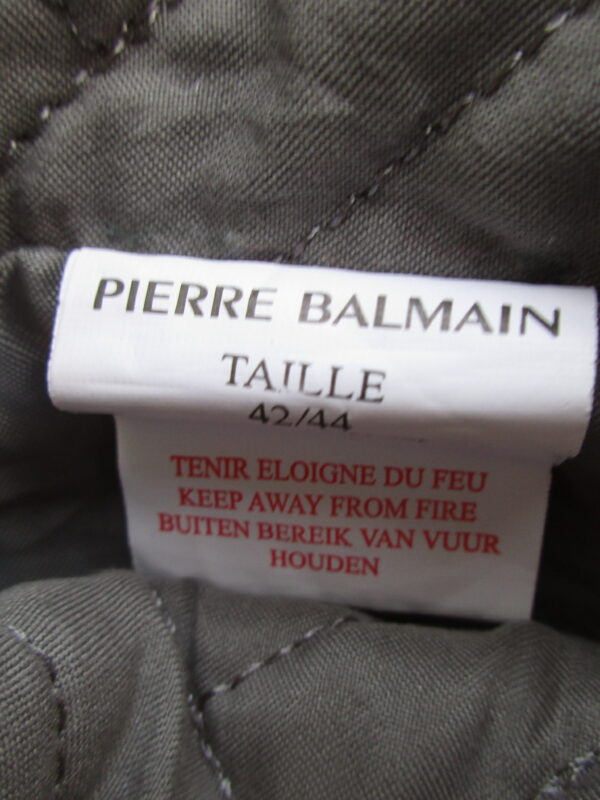 PIERRE BALMAIN
TAILLE
42/44
TENIR ELOIGNE DU FEU
KEEP AWAY FROM FIRE
BUITEN BEREIK VAN VUUR
HOUDEN